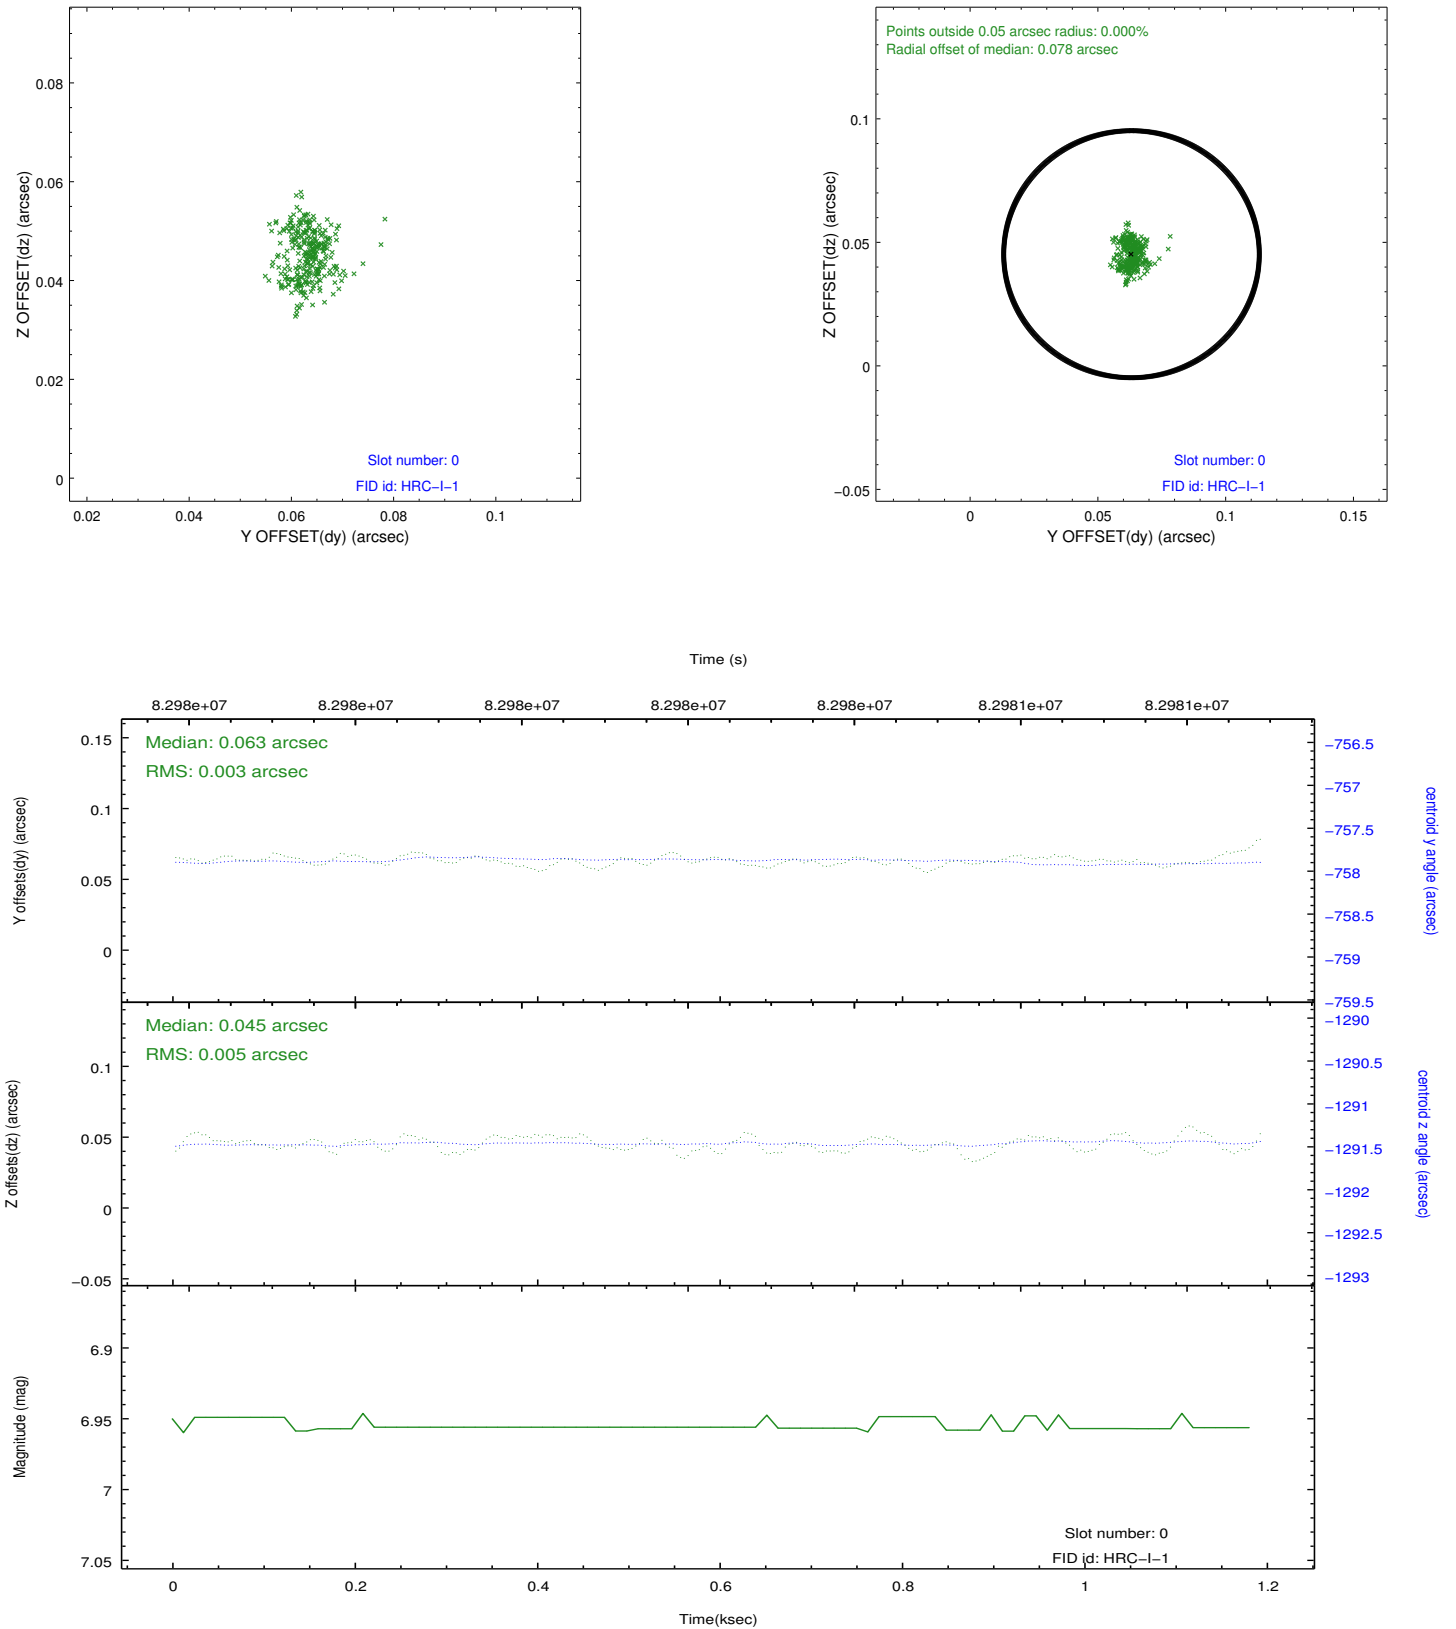 0.08
0.06
0.04
0.02
0
Z OFFSET(dz) (arcsec)
Slot number: 0
FID id: HRC−I−1
0.02 0.04 0.06 0.08 0.1
Y OFFSET(dy) (arcsec)
Points outside 0.05 arcsec radius: 0.000%
Radial offset of median: 0.078 arcsec
0.1
0.05
0
−0.05
Z OFFSET(dz) (arcsec)
Slot number: 0
FID id: HRC−I−1
0 0.05 0.1 0.15
Y OFFSET(dy) (arcsec)
Time (s)
8.298e+07 8.298e+07 8.298e+07 8.298e+07 8.298e+07 8.2981e+07 8.2981e+07
Median: 0.063 arcsec
RMS: 0.003 arcsec
0.15
0.1
0.05
0
Y offsets(dy) (arcsec)
−756.5
−757
−757.5
−758
−758.5
−759
−759.5
centroid y angle (arcsec)
Median: 0.045 arcsec
RMS: 0.005 arcsec
0.1
0.05
0
−0.05
Z offsets(dz) (arcsec)
−1290
−1290.5
−1291
−1291.5
−1292
−1292.5
−1293
centroid z angle (arcsec)
6.9
6.95
7
7.05
Magnitude (mag)
Slot number: 0
FID id: HRC−I−1
0 0.2 0.4 0.6 0.8 1 1.2
Time(ksec)